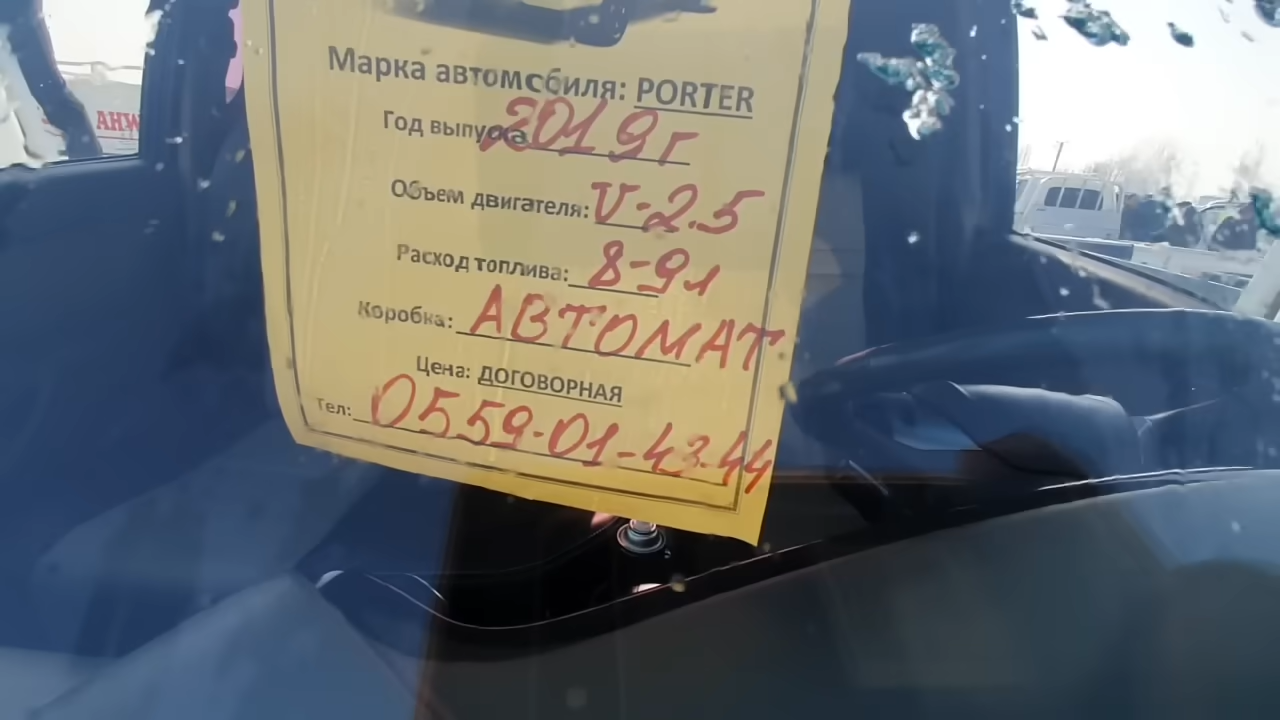 Марка автомобиля: PORTER
Год выпуска 2019г
Объем двигателя: V-2.5
Расход топлива: 8-9л
Коробка: АВТОМАТ
Цена: ДОГОВОРНАЯ
Тел: 0559-01-43-44